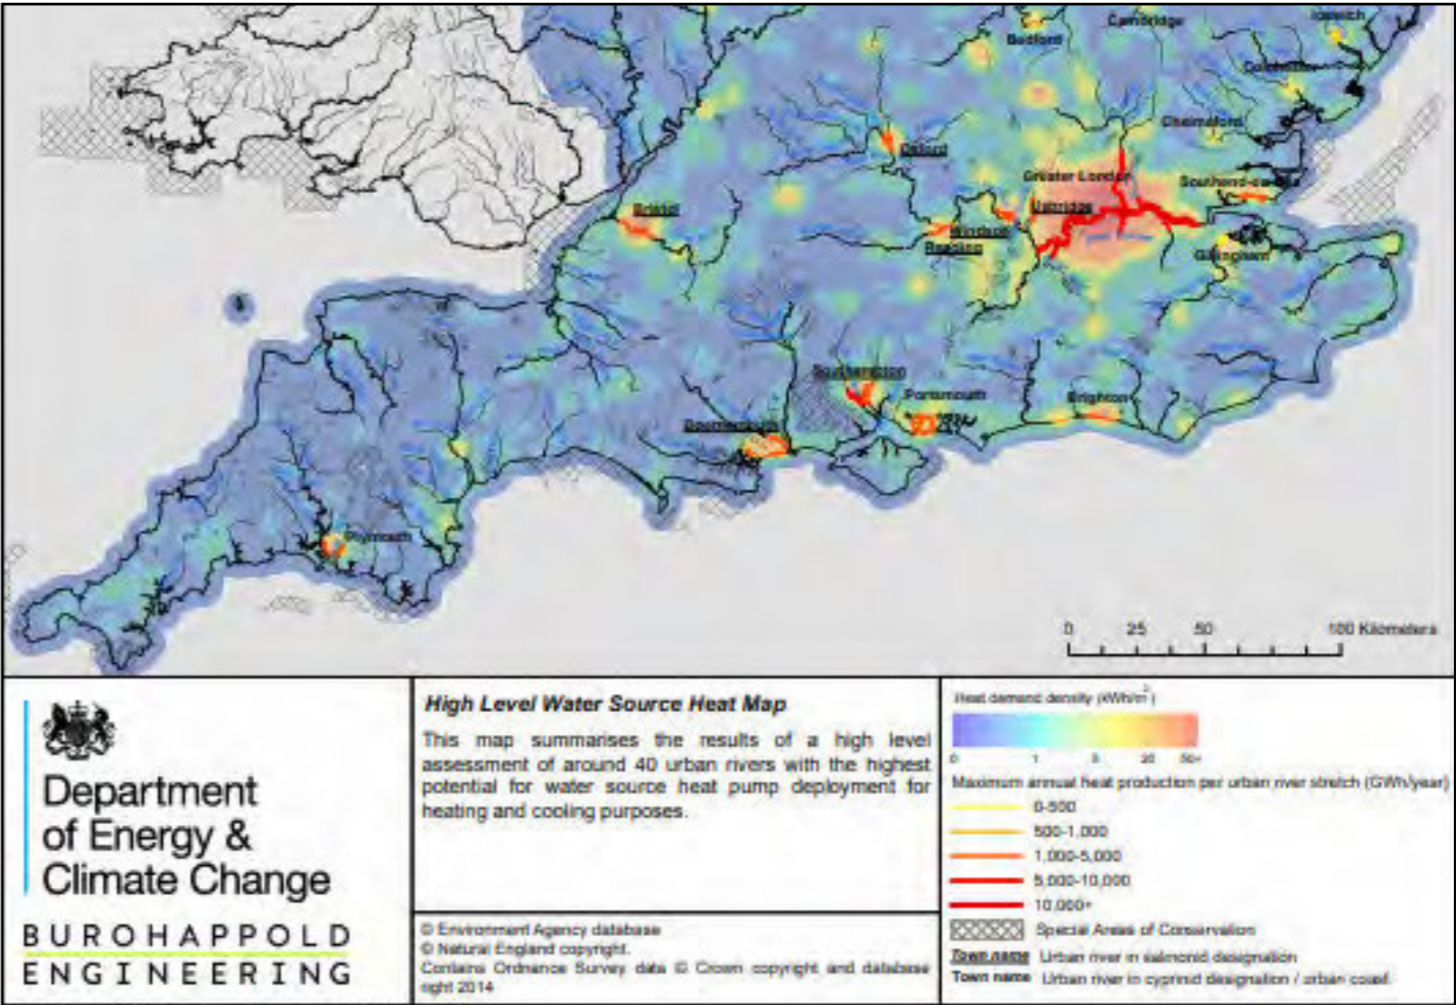 Cambridge
Ipswich
Bedford
Colchester
Chelmsford
Oxford
Greater London
Southend-on-Sea
Uxbridge
Bristol
Windsor
Reading
Gillingham
Southampton
Portsmouth
Brighton
Bournemouth
Plymouth
0 25 50 100 Kilometers
Department
of Energy &
Climate Change
BUROHAPPOLD
ENGINEERING
High Level Water Source Heat Map
This map summarises the results of a high level
assessment of around 40 urban rivers with the highest
potential for water source heat pump deployment for
heating and cooling purposes.
© Environment Agency database
© Natural England copyright.
Contains Ordnance Survey data © Crown copyright and database
right 2014
Heat demand density (kWh/m²)
0 1 5 20 50+
Maximum annual heat production per urban river stretch (GWh/year)
0-500
500-1,000
1,000-5,000
5,000-10,000
10,000+
Special Areas of Conservation
Town name Urban river in salmonid designation
Town name Urban river in cyprinid designation / urban coast